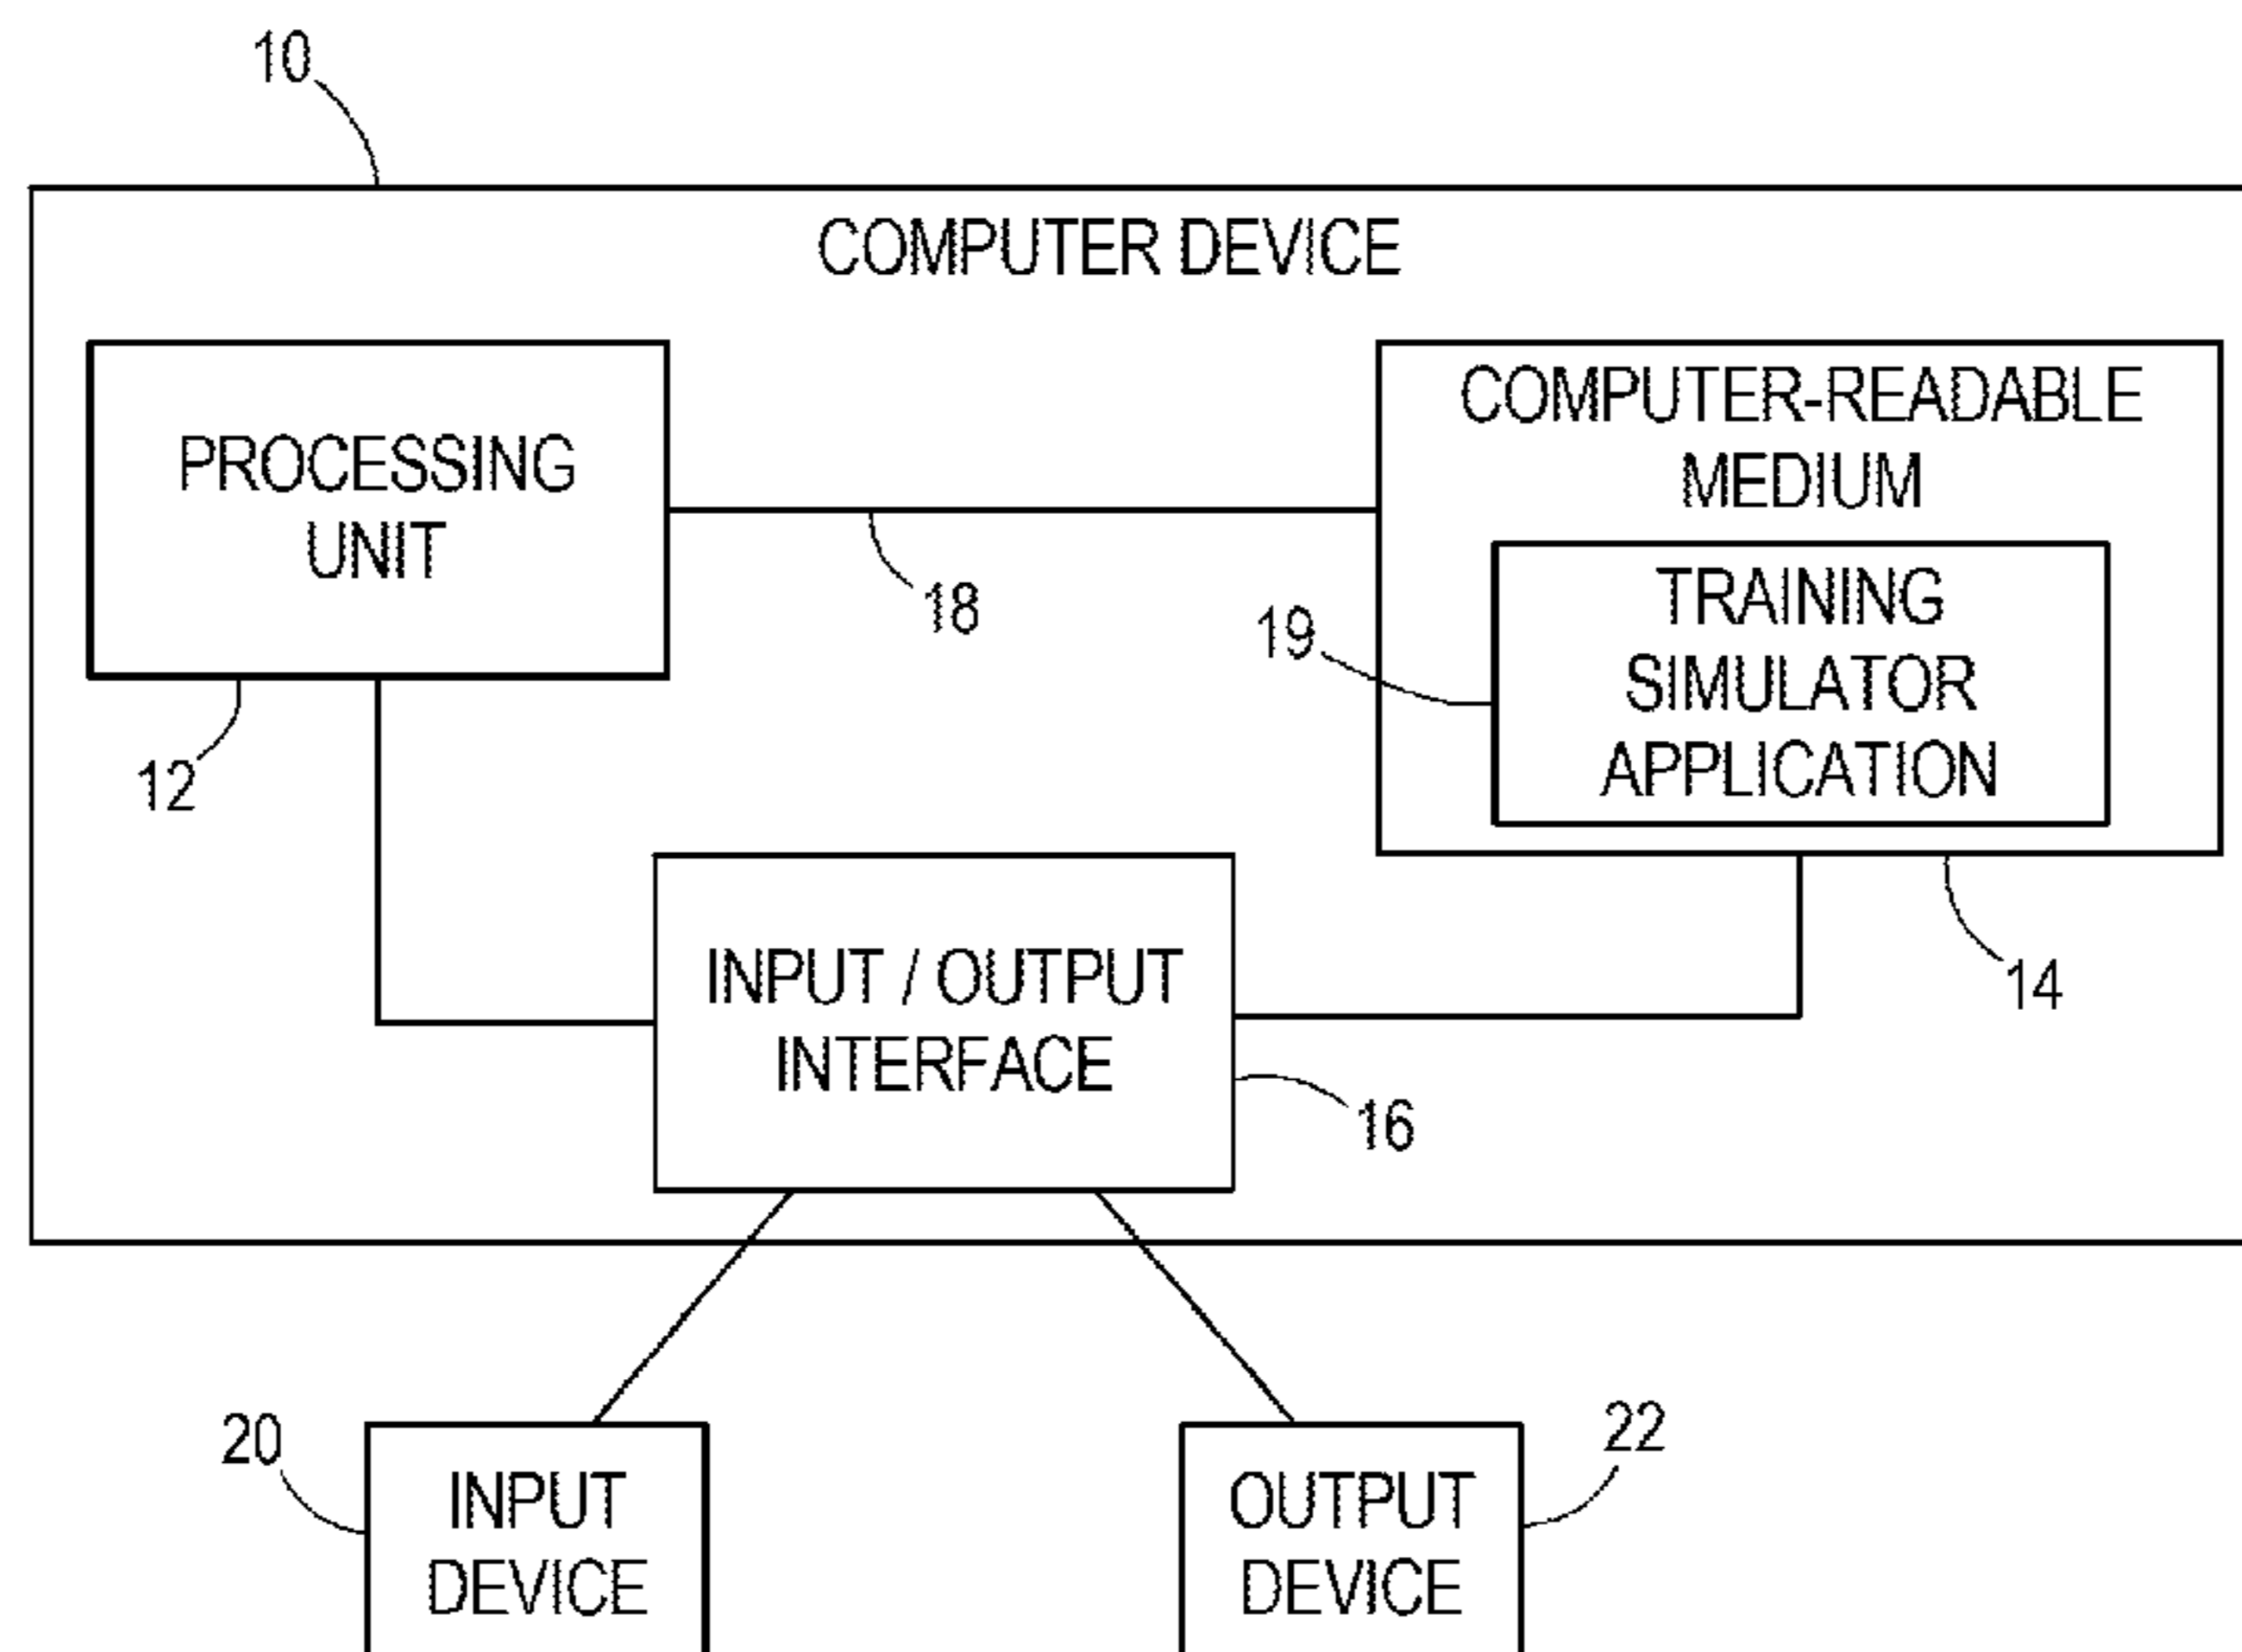 10
COMPUTER DEVICE
PROCESSING
UNIT
COMPUTER-READABLE
MEDIUM
TRAINING
SIMULATOR
APPLICATION
18
19
12
INPUT / OUTPUT
INTERFACE
14
16
20
INPUT
DEVICE
OUTPUT
DEVICE
22